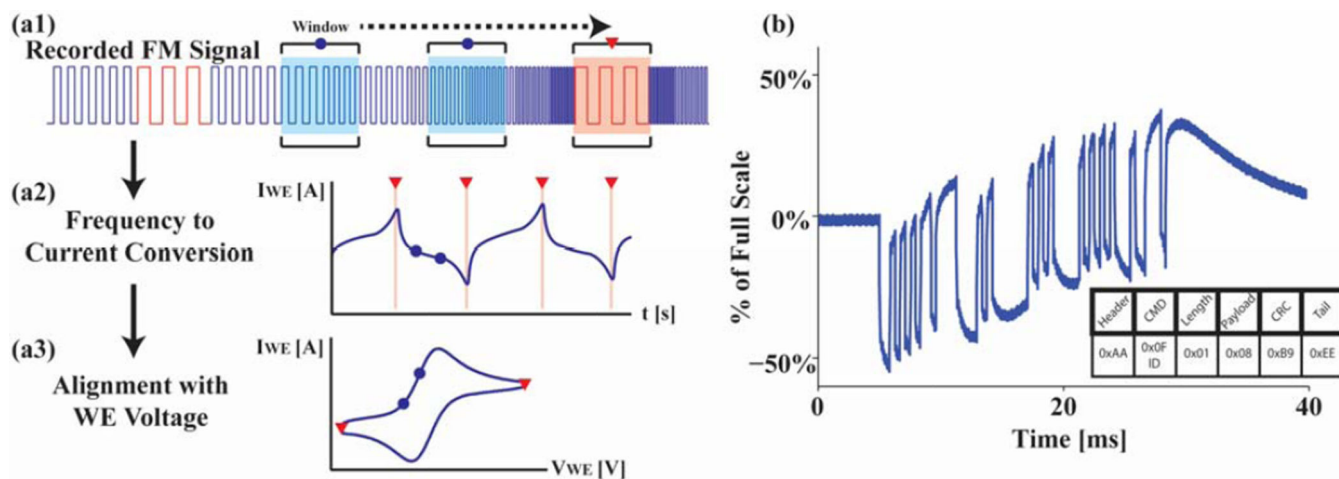 (a1)
Window
Recorded FM Signal
(a2)
Frequency to
Current Conversion
IWE [A]
t [s]
(a3)
Alignment with
WE Voltage
IWE [A]
VWE [V]
(b)
% of Full Scale
50%
0%
−50%
0
20
40
Time [ms]
Header CMD Length Payload CRC Tail
0xAA 0x0F ID 0x01 0x08 0xB9 0xEE